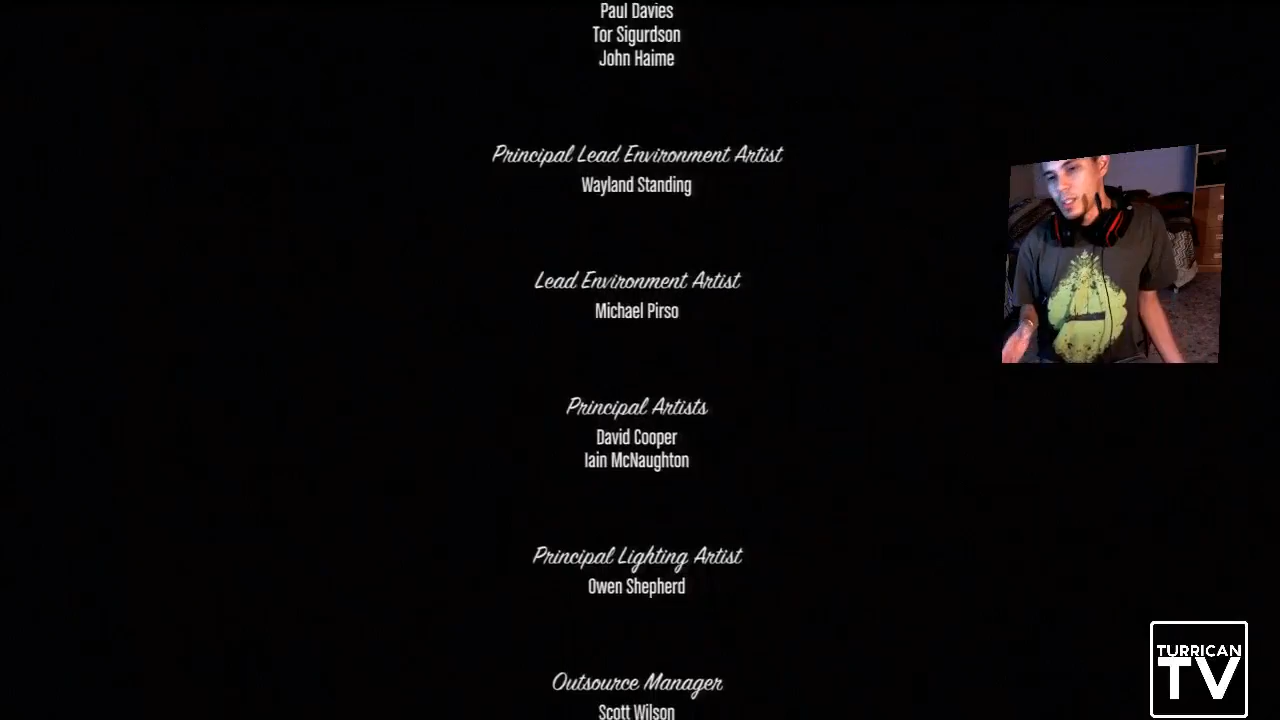 Paul Davies
Tor Sigurdson
John Haime
Principal Lead Environment Artist
Wayland Standing
Lead Environment Artist
Michael Pirso
Principal Artists
David Cooper
Iain McNaughton
Principal Lighting Artist
Owen Shepherd
Outsource Manager
Scott Wilson
TURRICAN
TV